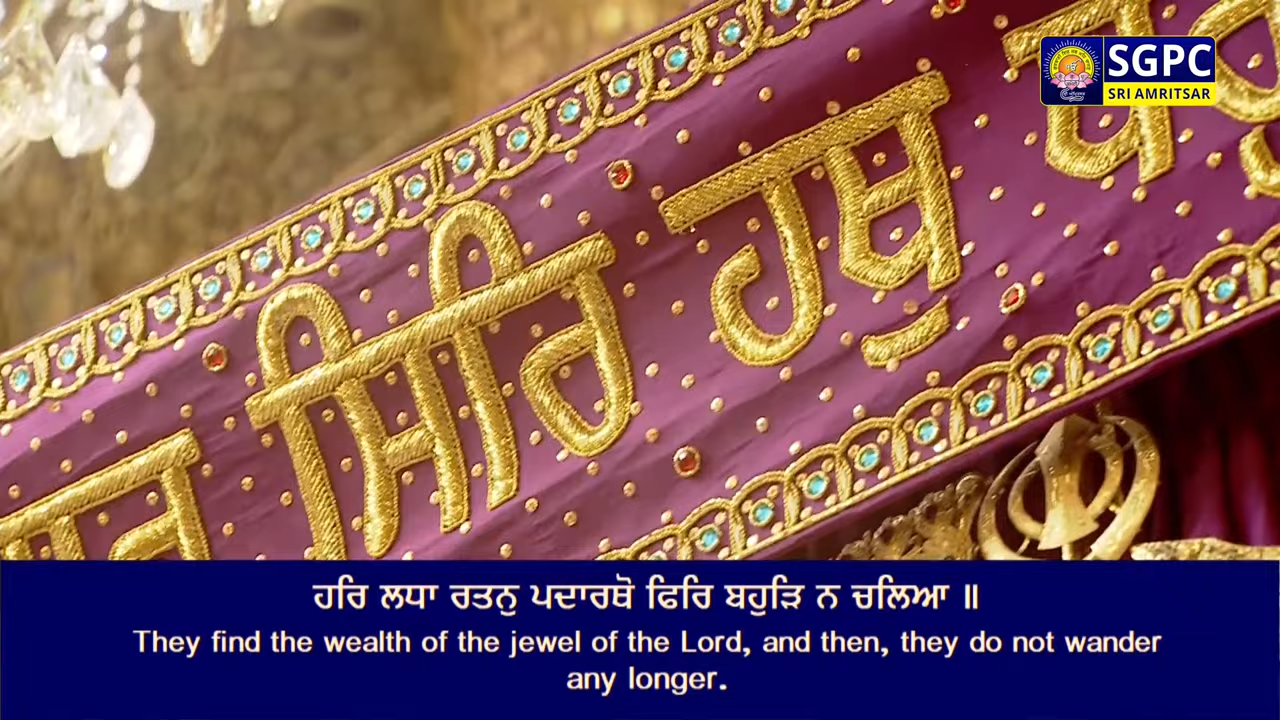 SGPC
SRI AMRITSAR
ਸਿਰਿ ਹਥੁ
ਹਰਿ ਲਧਾ ਰਤਨੁ ਪਦਾਰਥੋ ਫਿਰਿ ਬਹੁੜਿ ਨ ਚਲਿਆ ॥
They find the wealth of the jewel of the Lord, and then, they do not wander
any longer.